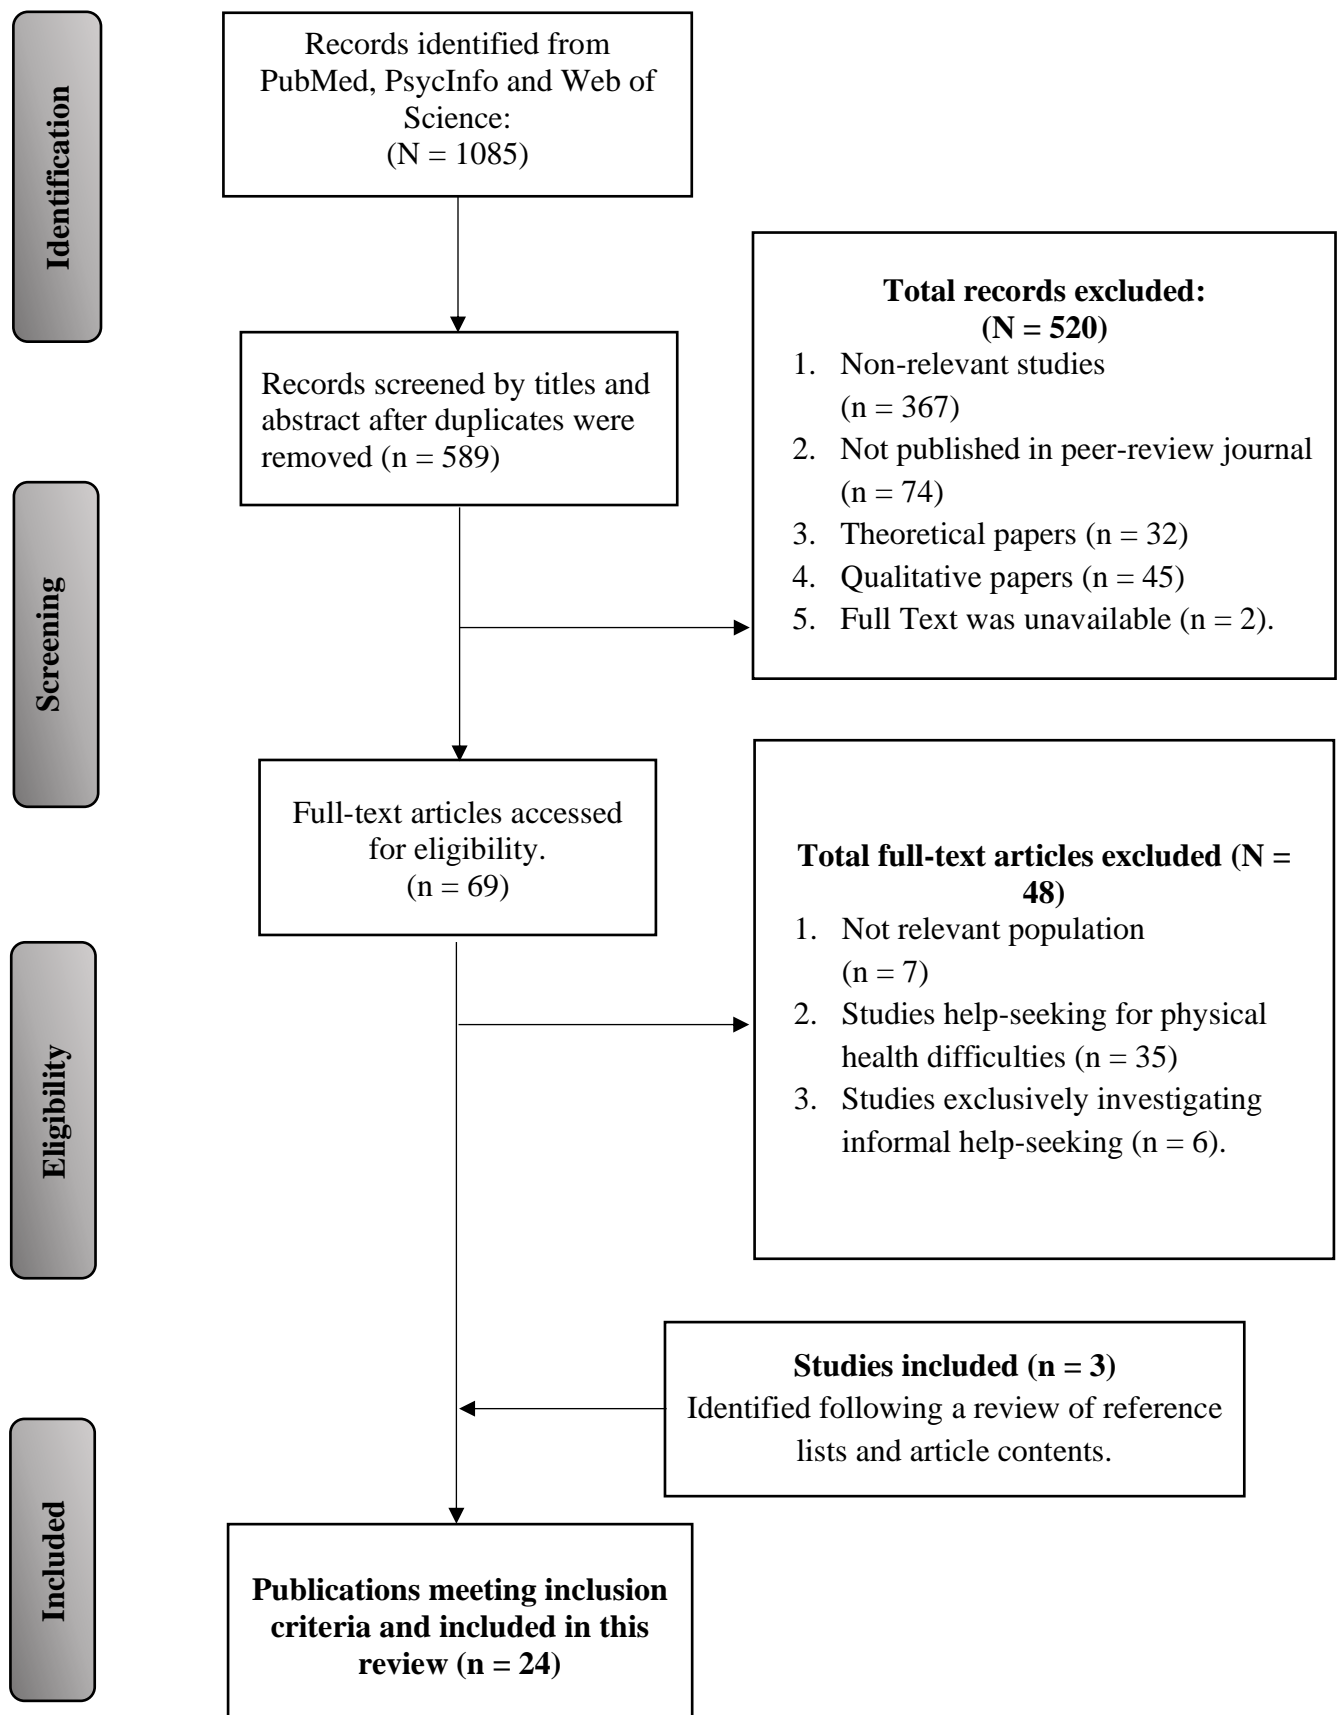 Identification
Records identified from
PubMed, PsycInfo and Web of
Science:
(N = 1085)
Total records excluded:
(N = 520)
1. Non-relevant studies
(n = 367)
2. Not published in peer-review journal
(n = 74)
3. Theoretical papers (n = 32)
4. Qualitative papers (n = 45)
5. Full Text was unavailable (n = 2).
Records screened by titles and
abstract after duplicates were
removed (n = 589)
Screening
Full-text articles accessed
for eligibility.
(n = 69)
Total full-text articles excluded (N =
48)
1. Not relevant population
(n = 7)
2. Studies help-seeking for physical
health difficulties (n = 35)
3. Studies exclusively investigating
informal help-seeking (n = 6).
Eligibility
Studies included (n = 3)
Identified following a review of reference
lists and article contents.
Included
Publications meeting inclusion
criteria and included in this
review (n = 24)